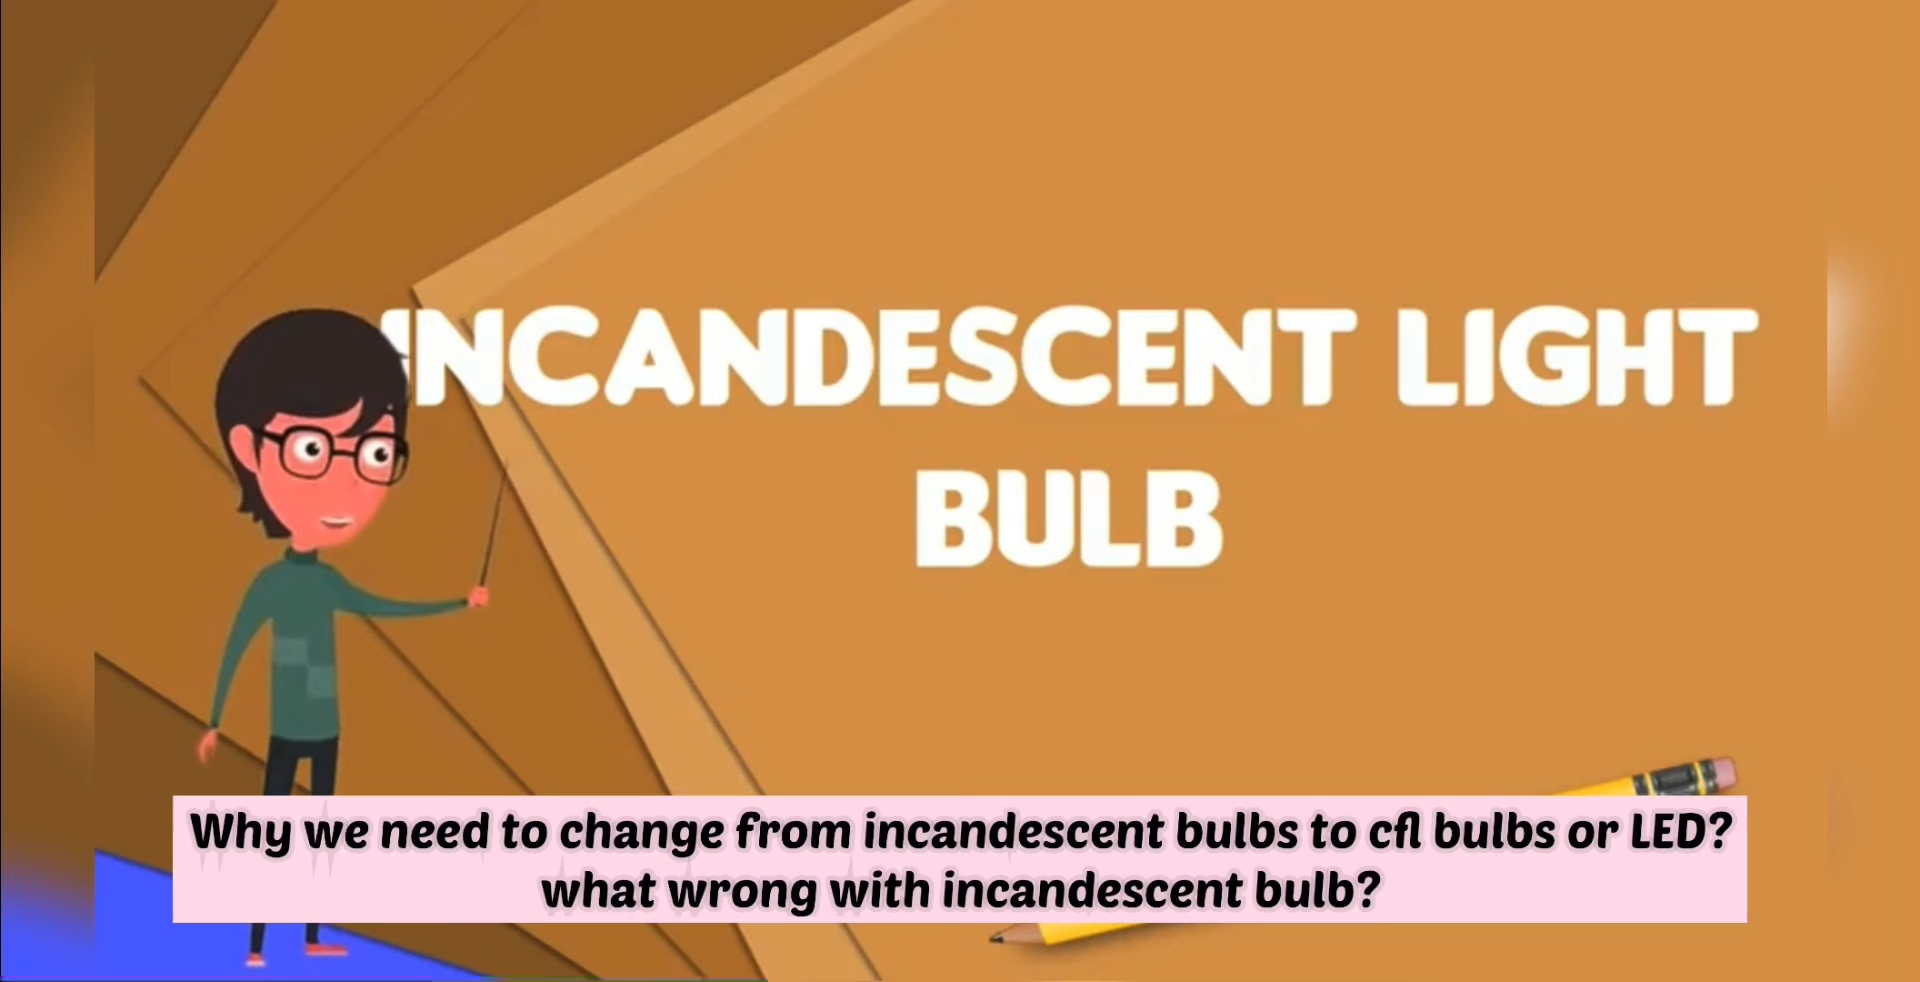 INCANDESCENT LIGHT
BULB
Why we need to change from incandescent bulbs to cfl bulbs or LED?
what wrong with incandescent bulb?